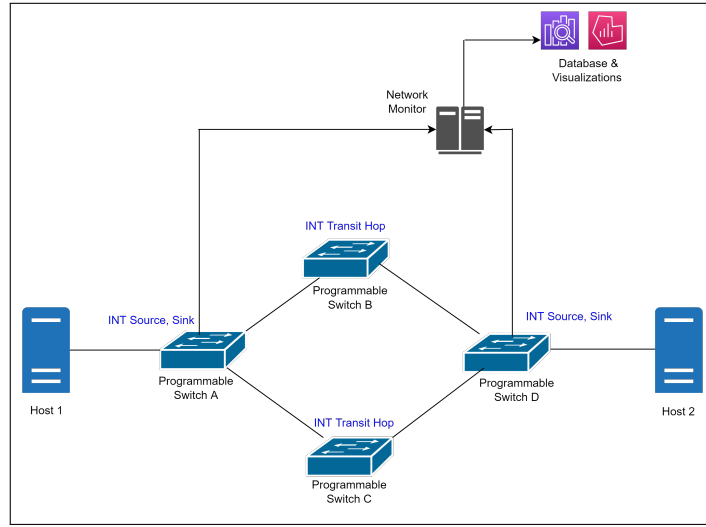 Database &
Visualizations
Network
Monitor
INT Transit Hop
Programmable
Switch B
INT Source, Sink
INT Source, Sink
Programmable
Switch A
Programmable
Switch D
Host 1
Host 2
INT Transit Hop
Programmable
Switch C